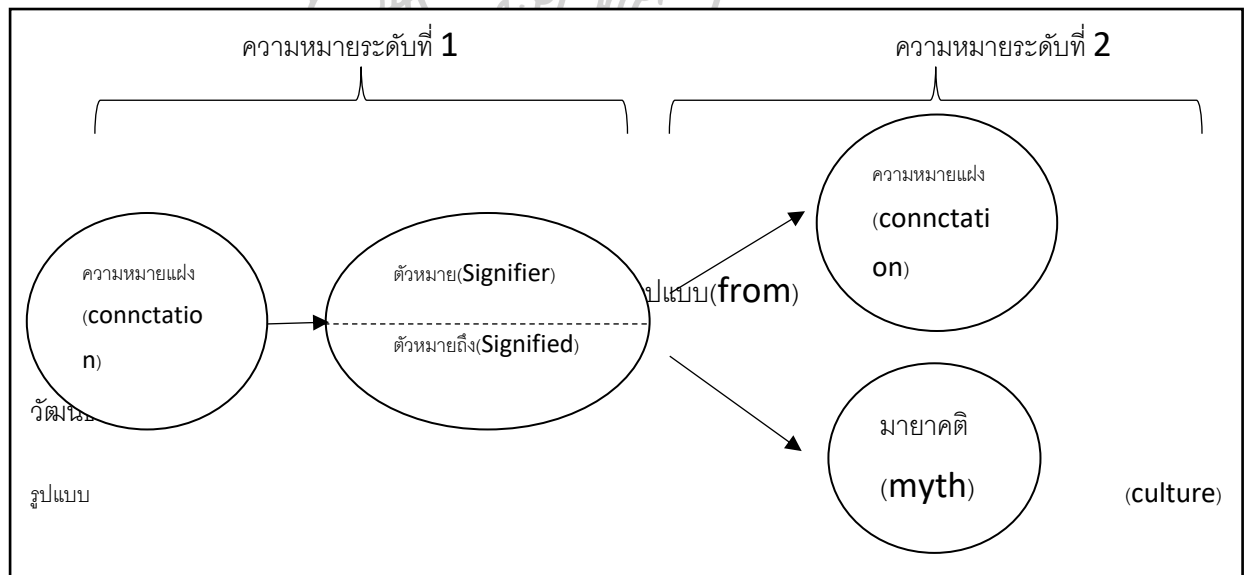 ความหมายระดับที่ 1
ความหมายระดับที่ 2
ความหมายแฝง
(connctatio
n)
ตัวหมาย(Signifier)
ตัวหมายถึง(Signified)
ปแบบ(from)
ความหมายแฝง
(connctati
on)
มายาคติ
(myth)
วัฒน
รูปแบบ
(culture)